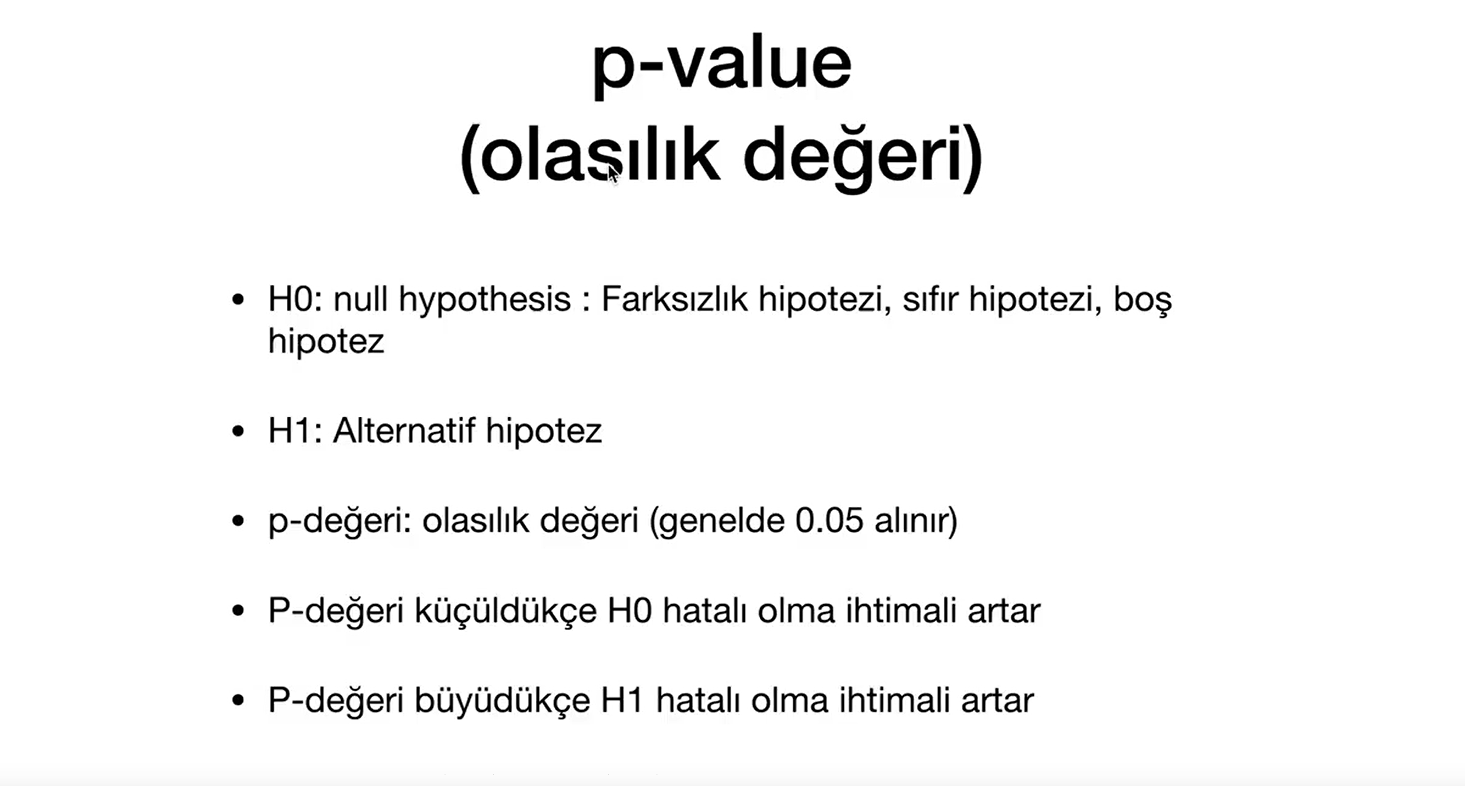 p-value
(olasılık değeri)
• H0: null hypothesis : Farksızlık hipotezi, sıfır hipotezi, boş
hipotez
• H1: Alternatif hipotez
• p-değeri: olasılık değeri (genelde 0.05 alınır)
• P-değeri küçüldükçe H0 hatalı olma ihtimali artar
• P-değeri büyüdükçe H1 hatalı olma ihtimali artar